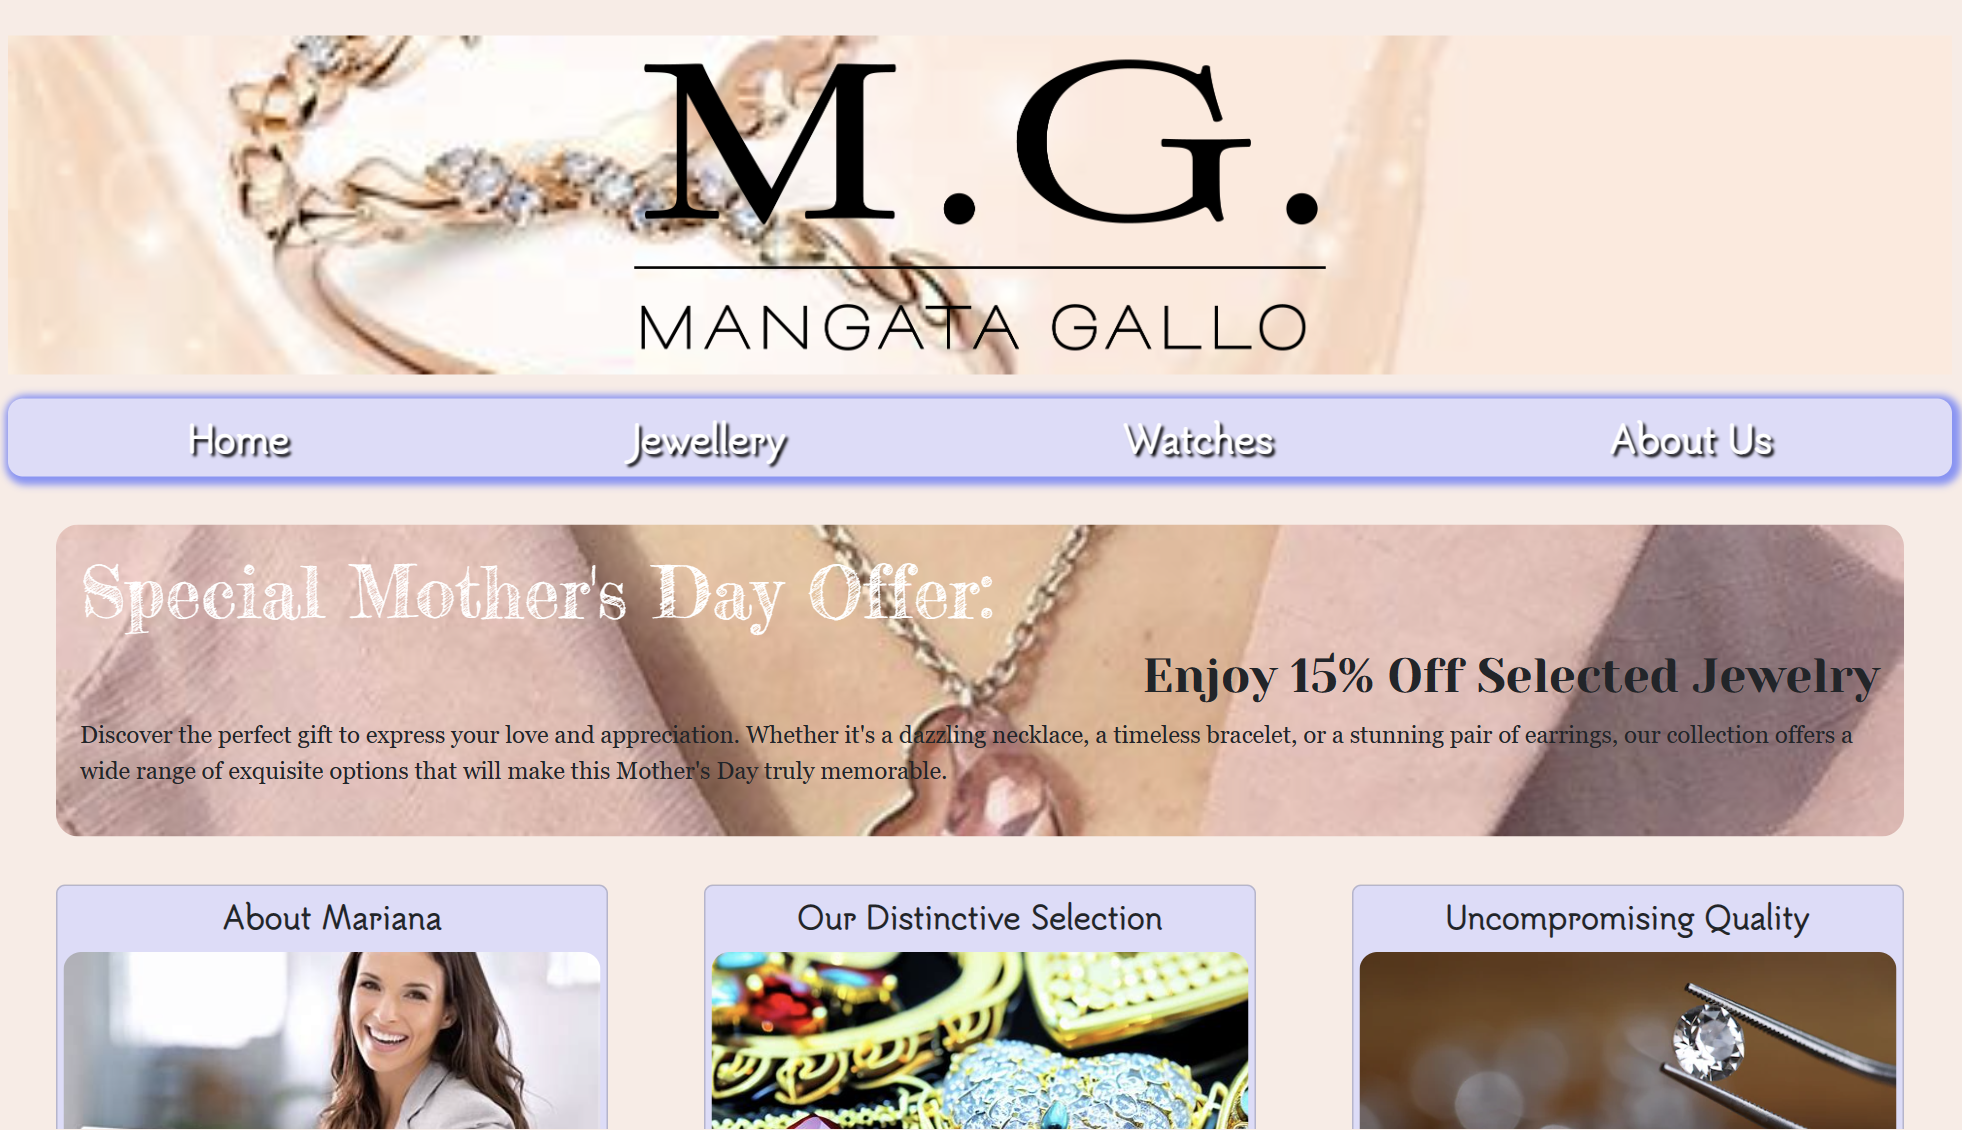 M.G.
MANGATA GALLO
Home Jewellery Watches About Us
Special Mother's Day Offer:
Enjoy 15% Off Selected Jewelry
Discover the perfect gift to express your love and appreciation. Whether it's a dazzling necklace, a timeless bracelet, or a stunning pair of earrings, our collection offers a
wide range of exquisite options that will make this Mother's Day truly memorable.
About Mariana
Our Distinctive Selection
Uncompromising Quality